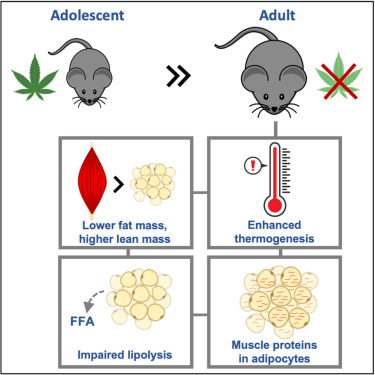 Adolescent
Adult
!
Lower fat mass,
higher lean mass
Enhanced
thermogenesis
FFA
Impaired lipolysis
Muscle proteins
in adipocytes